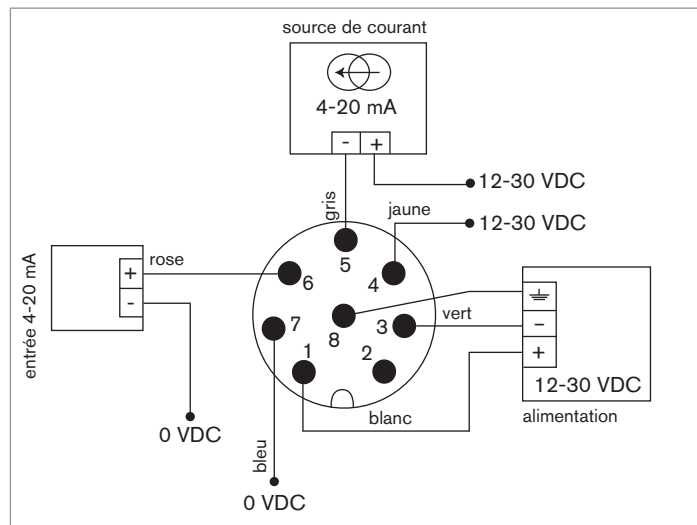 source de courant
4-20 mA
- +
12-30 VDC
gris
jaune
12-30 VDC
5
rose
6
4
entrée 4-20 mA
+
-
7
8
3
vert
-
+
1
2
12-30 VDC
blanc
alimentation
0 VDC
bleu
0 VDC